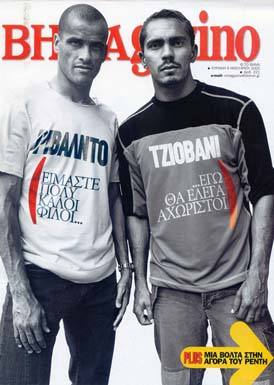 BHMAgazino
ΡΙΒΑΛΝΤΟ
(ΕΙΜΑΣΤΕ
ΠΟΛΥ
ΚΑΛΟΙ
ΦΙΛΟΙ...
ΤΖΙΟΒΑΝΙ
...ΕΓΩ
ΘΑ ΕΛΕΓΑ
ΑΧΩΡΙΣΤΟΙ)
PLUS ΜΙΑ ΒΟΛΤΑ ΣΤΗΝ
ΑΓΟΡΑ ΤΟΥ ΡΕΝΤΗ